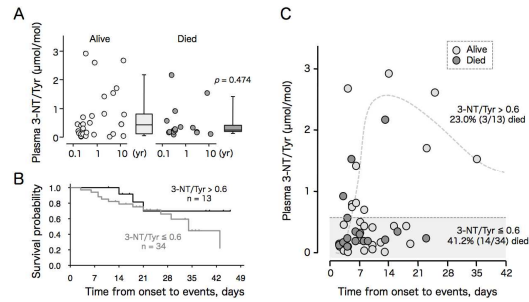 A
Alive
Died
Plasma 3-NT/Tyr (μmol/mol)
3
2
1
0
p = 0.474
0.1 1 10 (yr) 0.1 1 10 (yr)
B
Survival probability
1.0
0.8
0.6
0.4
0.2
0.0
3-NT/Tyr > 0.6
n = 13
3-NT/Tyr ≦ 0.6
n = 34
0 7 14 21 28 35 42 49
Time from onset to events, days
C
Alive
Died
Plasma 3-NT/Tyr (μmol/mol)
3
2
1
0
3-NT/Tyr > 0.6
23.0% (3/13) died
3-NT/Tyr ≦ 0.6
41.2% (14/34) died
0 7 14 21 28 35 42
Time from onset to events, days